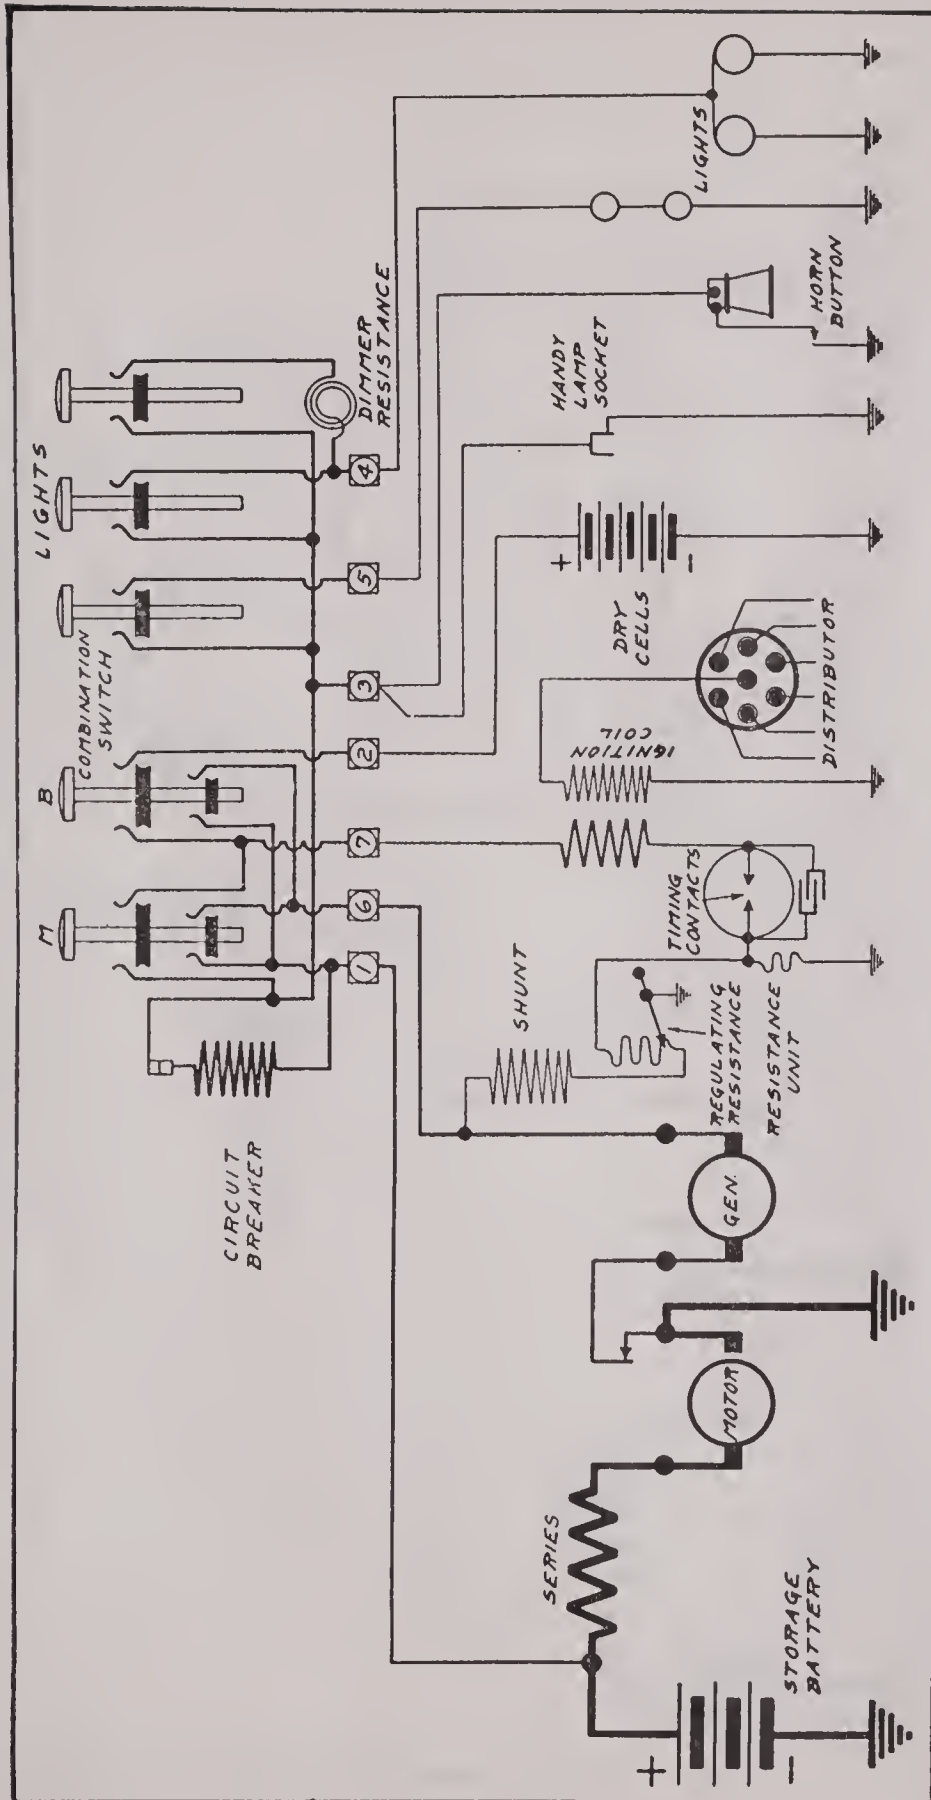 LIGHTS
M
B
COMBINATION
SWITCH
CIRCUIT
BREAKER
1
6
7
2
3
5
4
DIMMER
RESISTANCE
SERIES
SHUNT
IGNITION
COIL
DRY
CELLS
+
-
HANDY
LAMP
SOCKET
LIGHTS
HORN
BUTTON
TIMING
CONTACTS
REGULATING
RESISTANCE
RESISTANCE
UNIT
DISTRIBUTOR
MOTOR
GEN.
STORAGE
BATTERY
+
-